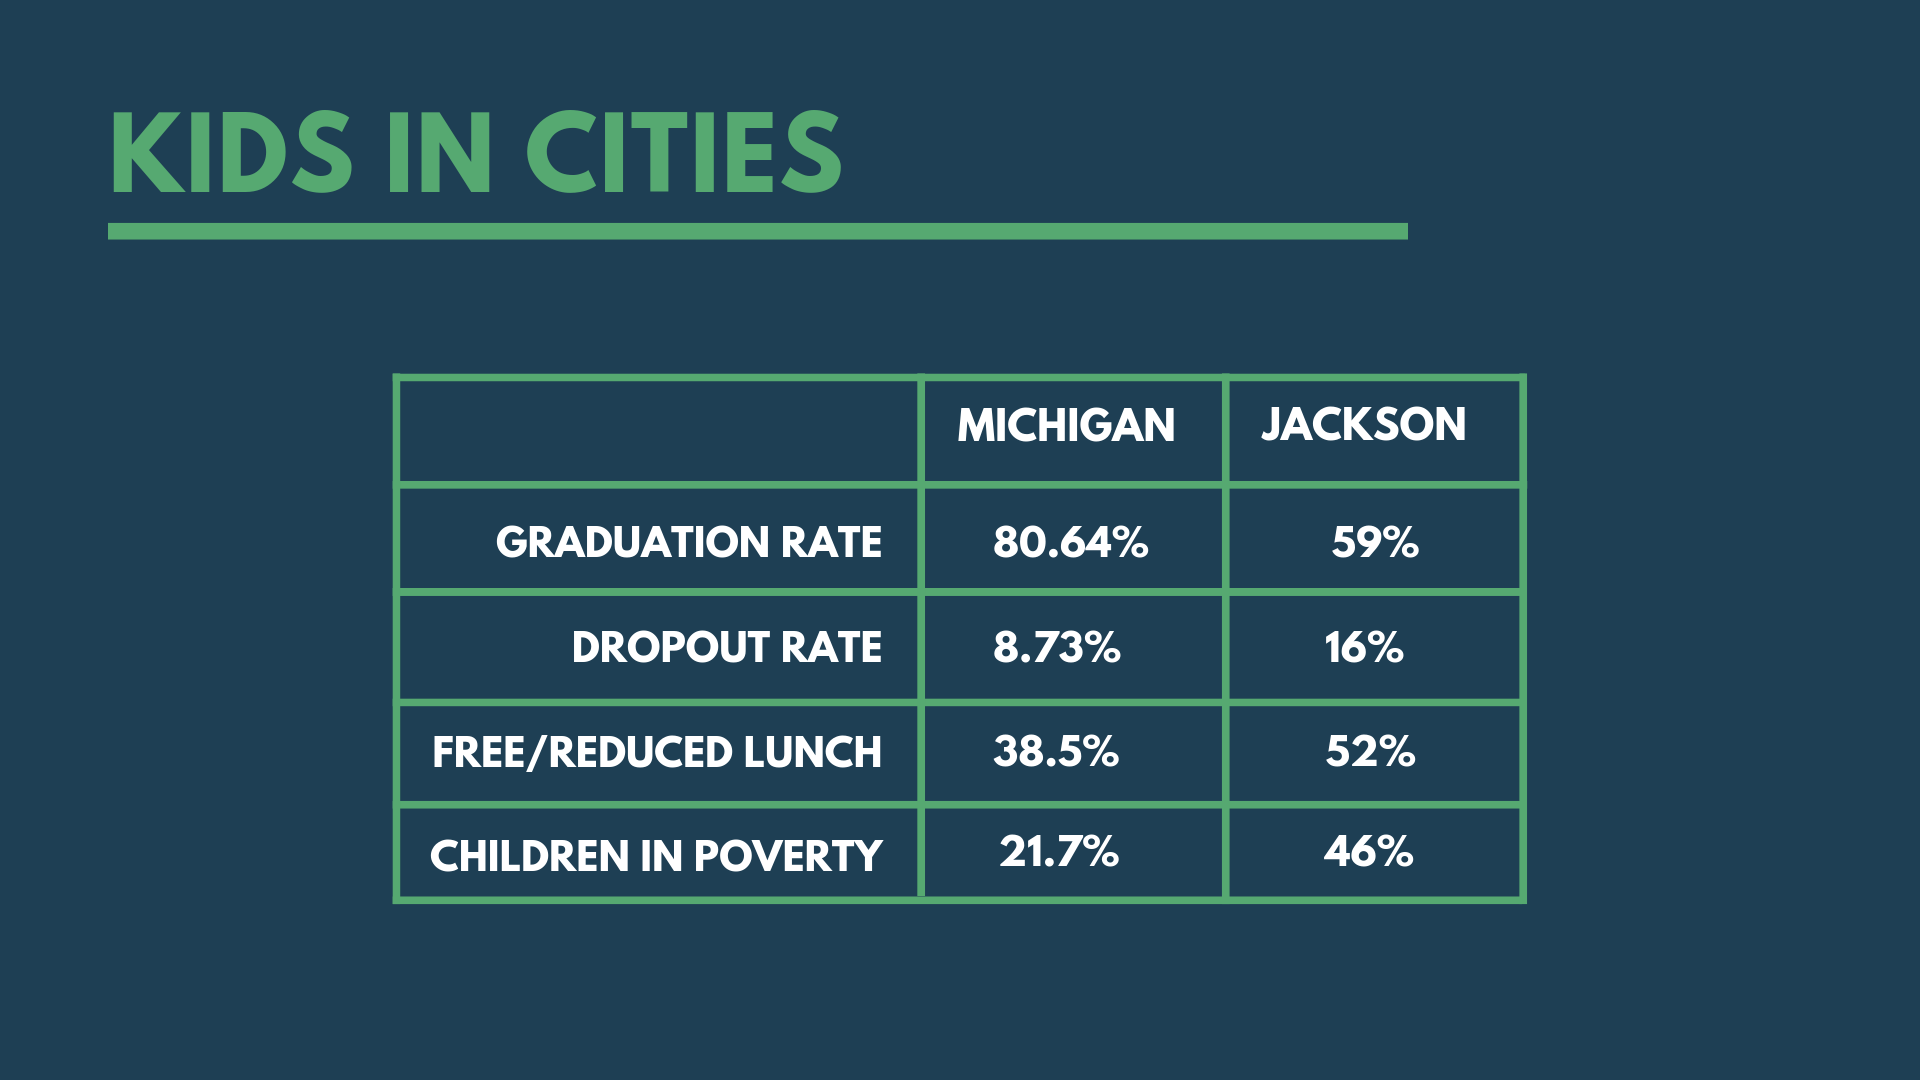 KIDS IN CITIES
MICHIGAN JACKSON
GRADUATION RATE 80.64% 59%
DROPOUT RATE 8.73% 16%
FREE/REDUCED LUNCH 38.5% 52%
CHILDREN IN POVERTY 21.7% 46%